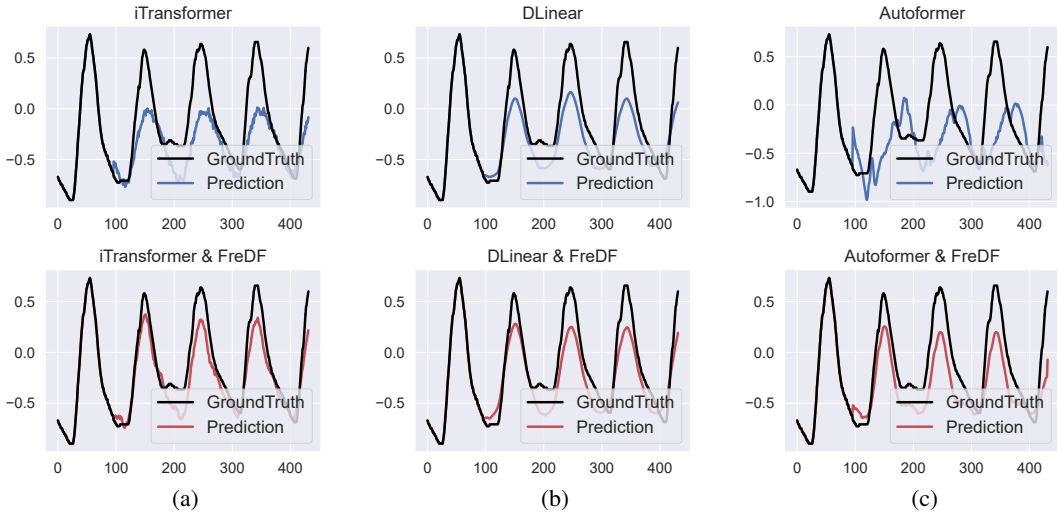 iTransformer DLinear Autoformer
0.5 0.5 0.5
0.0 0.0 0.0
−0.5 −0.5 −0.5
−1.0
GroundTruth GroundTruth GroundTruth
Prediction Prediction Prediction
0 100 200 300 400 0 100 200 300 400 0 100 200 300 400
iTransformer & FreDF DLinear & FreDF Autoformer & FreDF
0.5 0.5 0.5
0.0 0.0 0.0
−0.5 −0.5 −0.5
GroundTruth GroundTruth GroundTruth
Prediction Prediction Prediction
0 100 200 300 400 0 100 200 300 400 0 100 200 300 400
(a) (b) (c)